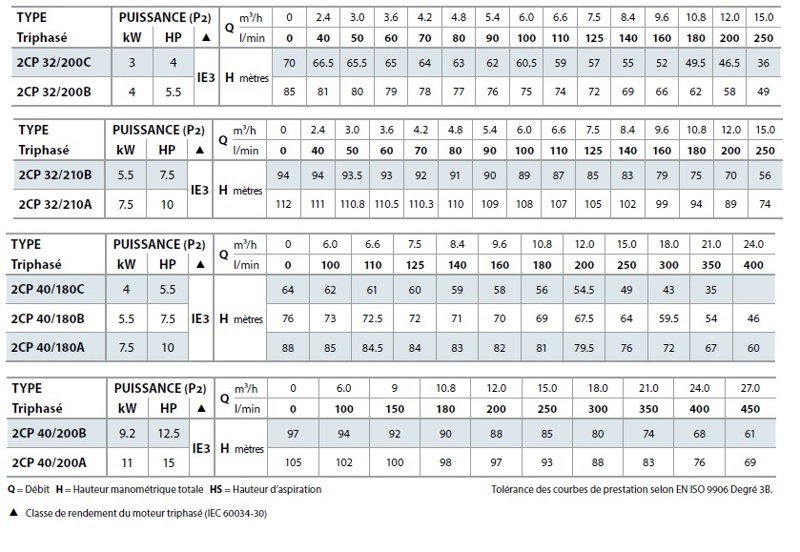 TYPE PUISSANCE (P2) Q m³/h 0 2.4 3.0 3.6 4.2 4.8 5.4 6.0 6.6 7.5 8.4 9.6 10.8 12.0 15.0
Triphasé kW HP ▲ l/min 0 40 50 60 70 80 90 100 110 125 140 160 180 200 250
2CP 32/200C 3 4 IE3 H mètres 70 66.5 65.5 65 64 63 62 60.5 59 57 55 52 49.5 46.5 36
2CP 32/200B 4 5.5 85 81 80 79 78 77 76 75 74 72 69 66 62 58 49
TYPE PUISSANCE (P2) Q m³/h 0 2.4 3.0 3.6 4.2 4.8 5.4 6.0 6.6 7.5 8.4 9.6 10.8 12.0 15.0
Triphasé kW HP ▲ l/min 0 40 50 60 70 80 90 100 110 125 140 160 180 200 250
2CP 32/210B 5.5 7.5 IE3 H mètres 94 94 93.5 93 92 91 90 89 87 85 83 79 75 70 56
2CP 32/210A 7.5 10 112 111 110.8 110.5 110.3 110 109 108 107 105 102 99 94 89 74
TYPE PUISSANCE (P2) Q m³/h 0 6.0 6.6 7.5 8.4 9.6 10.8 12.0 15.0 18.0 21.0 24.0
Triphasé kW HP ▲ l/min 0 100 110 125 140 160 180 200 250 300 350 400
2CP 40/180C 4 5.5 64 62 61 60 59 58 56 54.5 49 43 35
2CP 40/180B 5.5 7.5 IE3 H mètres 76 73 72.5 72 71 70 69 67.5 64 59.5 54 46
2CP 40/180A 7.5 10 88 85 84.5 84 83 82 81 79.5 76 72 67 60
TYPE PUISSANCE (P2) Q m³/h 0 6.0 9 10.8 12.0 15.0 18.0 21.0 24.0 27.0
Triphasé kW HP ▲ l/min 0 100 150 180 200 250 300 350 400 450
2CP 40/200B 9.2 12.5 IE3 H mètres 97 94 92 90 88 85 80 74 68 61
2CP 40/200A 11 15 105 102 100 98 97 93 88 83 76 69
Q = Débit H = Hauteur manométrique totale HS = Hauteur d'aspiration Tolérance des courbes de prestation selon EN ISO 9906 Degré 3B.
▲ Classe de rendement du moteur triphasé (IEC 60034-30)